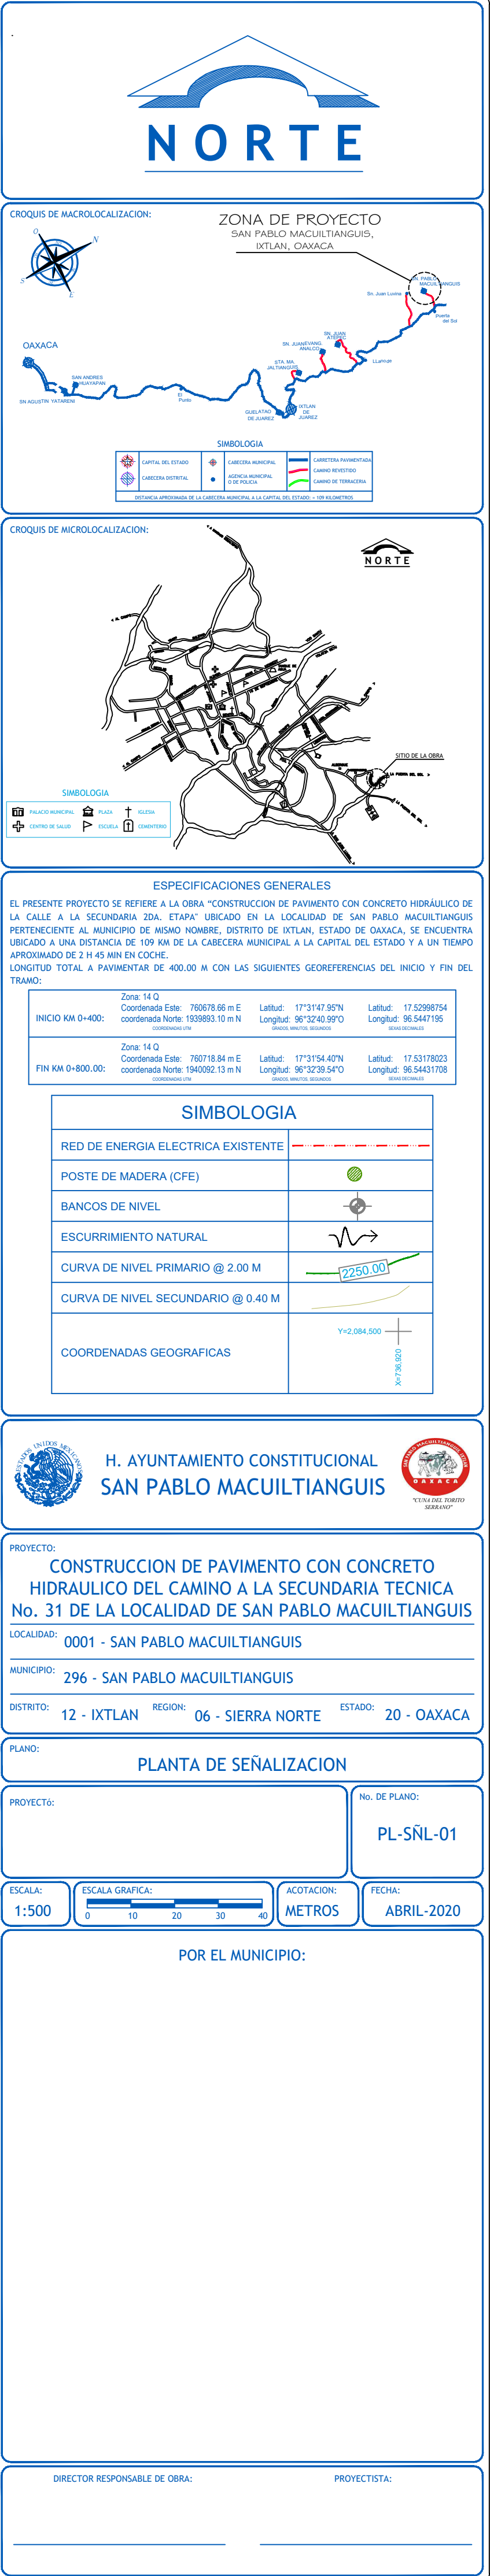 NORTE
CROQUIS DE MACROLOCALIZACION:
ZONA DE PROYECTO
SAN PABLO MACUILTIANGUIS,
IXTLAN, OAXACA
O
N
S
E
SN. PABLO
MACUILTIANGUIS
Sn. Juan Luvina
Puerta
del Sol
SN. JUAN
ATEPEC
SN. JUAN EVANG.
ANALCO
LLanoon
STA. MA.
JALTIANGUIS
OAXACA
SAN ANDRES
HUAYAPAN
SN AGUSTIN YATARENI
El
Punto
GUELATAO
DE JUAREZ
IXTLAN
DE
JUAREZ
SIMBOLOGIA
CAPITAL DEL ESTADO
CABECERA MUNICIPAL
CARRETERA PAVIMENTADA
CAMINO REVESTIDO
CABECERA DISTRITAL
AGENCIA MUNICIPAL
O DE POLICIA
CAMINO DE TERRACERIA
DISTANCIA APROXIMADA DE LA CABECERA MUNICIPAL A LA CAPITAL DEL ESTADO: = 109 KILOMETROS
CROQUIS DE MICROLOCALIZACION:
NORTE
SITIO DE LA OBRA
SIMBOLOGIA
PALACIO MUNICIPAL
PLAZA
IGLESIA
CENTRO DE SALUD
ESCUELA
CEMENTERIO
ESPECIFICACIONES GENERALES
EL PRESENTE PROYECTO SE REFIERE A LA OBRA "CONSTRUCCION DE PAVIMENTO CON CONCRETO HIDRÁULICO DE
LA CALLE A LA SECUNDARIA 2DA. ETAPA" UBICADO EN LA LOCALIDAD DE SAN PABLO MACUILTIANGUIS
PERTENECIENTE AL MUNICIPIO DE MISMO NOMBRE, DISTRITO DE IXTLAN, ESTADO DE OAXACA, SE ENCUENTRA
UBICADO A UNA DISTANCIA DE 109 KM DE LA CABECERA MUNICIPAL A LA CAPITAL DEL ESTADO Y A UN TIEMPO
APROXIMADO DE 2 H 45 MIN EN COCHE.
LONGITUD TOTAL A PAVIMENTAR DE 400.00 M CON LAS SIGUIENTES GEOREFERENCIAS DEL INICIO Y FIN DEL
TRAMO:
INICIO KM 0+400:
Zona: 14 Q
Coordenada Este: 760678.66 m E
coordenada Norte: 1939893.10 m N
COORDENADAS UTM
Latitud: 17°31'47.95"N
Longitud: 96°32'40.99"O
GRADOS, MINUTOS, SEGUNDOS
Latitud: 17.52998754
Longitud: 96.5447195
SEXAS DECIMALES
FIN KM 0+800.00:
Zona: 14 Q
Coordenada Este: 760718.84 m E
coordenada Norte: 1940092.13 m N
COORDENADAS UTM
Latitud: 17°31'54.40"N
Longitud: 96°32'39.54"O
GRADOS, MINUTOS, SEGUNDOS
Latitud: 17.53178023
Longitud: 96.54431708
SEXAS DECIMALES
SIMBOLOGIA
RED DE ENERGIA ELECTRICA EXISTENTE
POSTE DE MADERA (CFE)
BANCOS DE NIVEL
ESCURRIMIENTO NATURAL
CURVA DE NIVEL PRIMARIO @ 2.00 M
2250.00
CURVA DE NIVEL SECUNDARIO @ 0.40 M
COORDENADAS GEOGRAFICAS
Y=2,084,500
X=736,920
ESTADOS UNIDOS MEXICANOS
H. AYUNTAMIENTO CONSTITUCIONAL
SAN PABLO MACUILTIANGUIS
OAXACA
"CUNA DEL TORITO
SERRANO"
PROYECTO:
CONSTRUCCION DE PAVIMENTO CON CONCRETO
HIDRAULICO DEL CAMINO A LA SECUNDARIA TECNICA
No. 31 DE LA LOCALIDAD DE SAN PABLO MACUILTIANGUIS
LOCALIDAD: 0001 - SAN PABLO MACUILTIANGUIS
MUNICIPIO: 296 - SAN PABLO MACUILTIANGUIS
DISTRITO: 12 - IXTLAN REGION: 06 - SIERRA NORTE ESTADO: 20 - OAXACA
PLANO:
PLANTA DE SEÑALIZACION
PROYECTó:
No. DE PLANO:
PL-SÑL-01
ESCALA:
1:500
ESCALA GRAFICA:
0 10 20 30 40
ACOTACION:
METROS
FECHA:
ABRIL-2020
POR EL MUNICIPIO:
DIRECTOR RESPONSABLE DE OBRA:
PROYECTISTA: